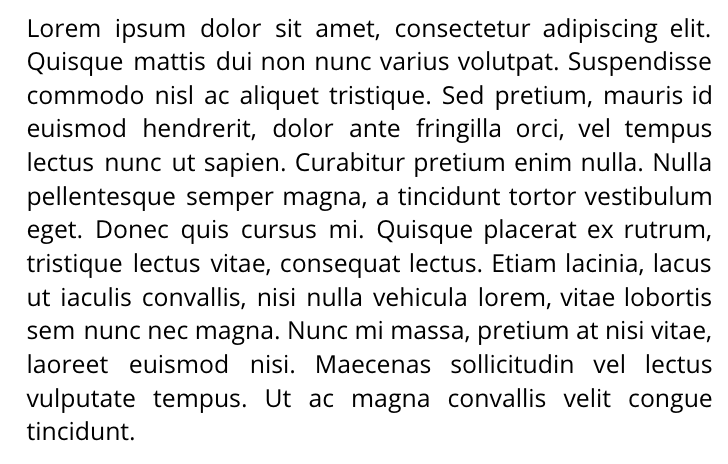 Lorem ipsum dolor sit amet, consectetur adipiscing elit.
Quisque mattis dui non nunc varius volutpat. Suspendisse
commodo nisl ac aliquet tristique. Sed pretium, mauris id
euismod hendrerit, dolor ante fringilla orci, vel tempus
lectus nunc ut sapien. Curabitur pretium enim nulla. Nulla
pellentesque semper magna, a tincidunt tortor vestibulum
eget. Donec quis cursus mi. Quisque placerat ex rutrum,
tristique lectus vitae, consequat lectus. Etiam lacinia, lacus
ut iaculis convallis, nisi nulla vehicula lorem, vitae lobortis
sem nunc nec magna. Nunc mi massa, pretium at nisi vitae,
laoreet euismod nisi. Maecenas sollicitudin vel lectus
vulputate tempus. Ut ac magna convallis velit congue
tincidunt.